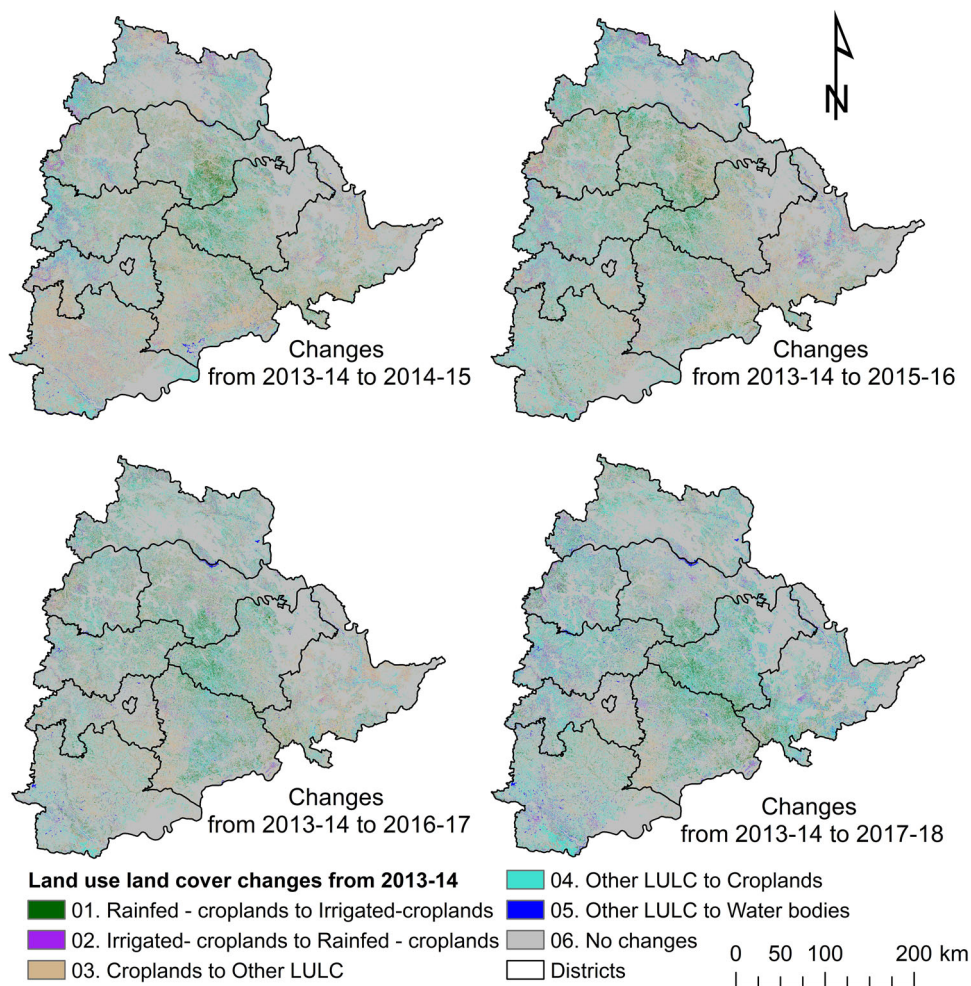 N
Changes
from 2013-14 to 2014-15
Changes
from 2013-14 to 2015-16
Changes
from 2013-14 to 2016-17
Changes
from 2013-14 to 2017-18
Land use land cover changes from 2013-14
01. Rainfed - croplands to Irrigated-croplands
02. Irrigated- croplands to Rainfed - croplands
03. Croplands to Other LULC
04. Other LULC to Croplands
05. Other LULC to Water bodies
06. No changes
Districts
0 50 100 200 km